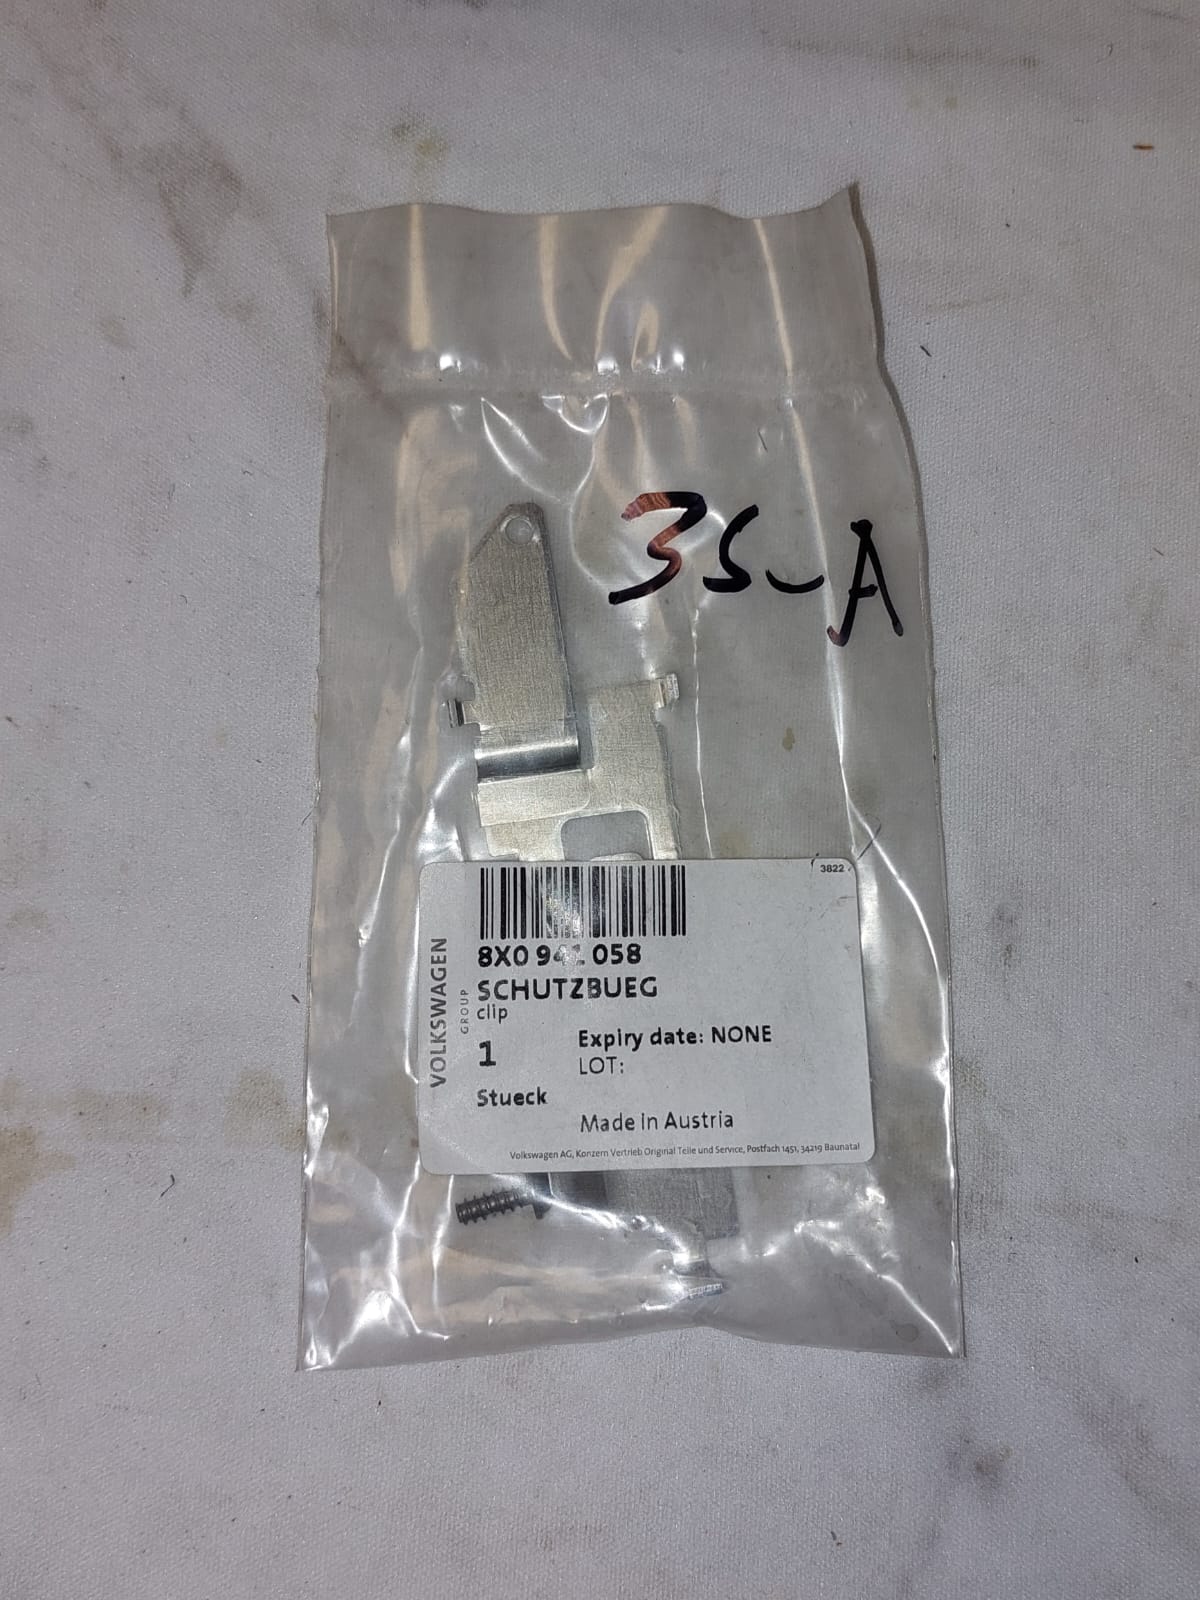 3S-A
3822
VOLKSWAGEN
GROUP
8X0 941 058
SCHUTZBUEG
clip
1
Expiry date: NONE
LOT:
Stueck
Made in Austria
Volkswagen AG, Konzern Vertrieb Original Teile und Service, Postfach 1451, 34219 Baunatal